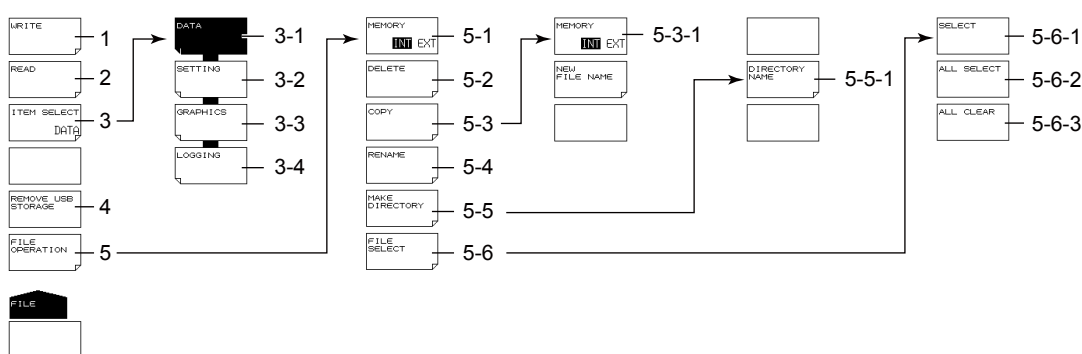 WRITE
1
READ
2
ITEM SELECT
DATA
3
REMOVE USB
STORAGE
4
FILE
OPERATION
5
FILE
DATA
3-1
SETTING
3-2
GRAPHICS
3-3
LOGGING
3-4
MEMORY
INT EXT
5-1
DELETE
5-2
COPY
5-3
RENAME
5-4
MAKE
DIRECTORY
5-5
FILE
SELECT
5-6
MEMORY
INT EXT
5-3-1
NEW
FILE NAME
DIRECTORY
NAME
5-5-1
SELECT
5-6-1
ALL SELECT
5-6-2
ALL CLEAR
5-6-3